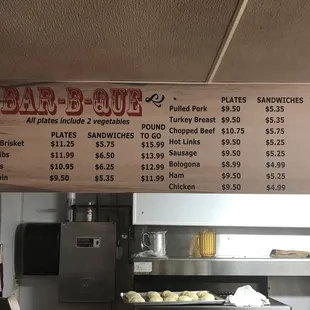 BAR-B-QUE
All plates include 2 vegetables
PLATES SANDWICHES POUND TO GO
Brisket $11.25 $5.75 $15.99
$11.99 $6.50 $13.99
$10.95 $6.25 $12.99
$9.50 $5.35 $11.99
PLATES SANDWICHES
Pulled Pork $9.50 $5.35
Turkey Breast $9.50 $5.35
Chopped Beef $10.75 $5.75
Hot Links $9.50 $5.25
Sausage $9.50 $5.25
Bologona $8.99 $4.99
Ham $9.50 $5.25
Chicken $9.50 $4.99